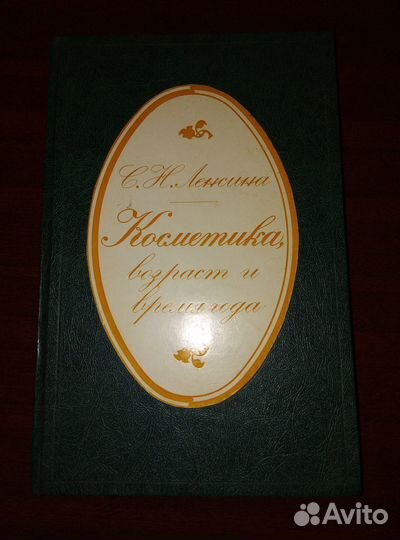 С.Н.Ленсина
Косметика,
возраст и
время года
Avito